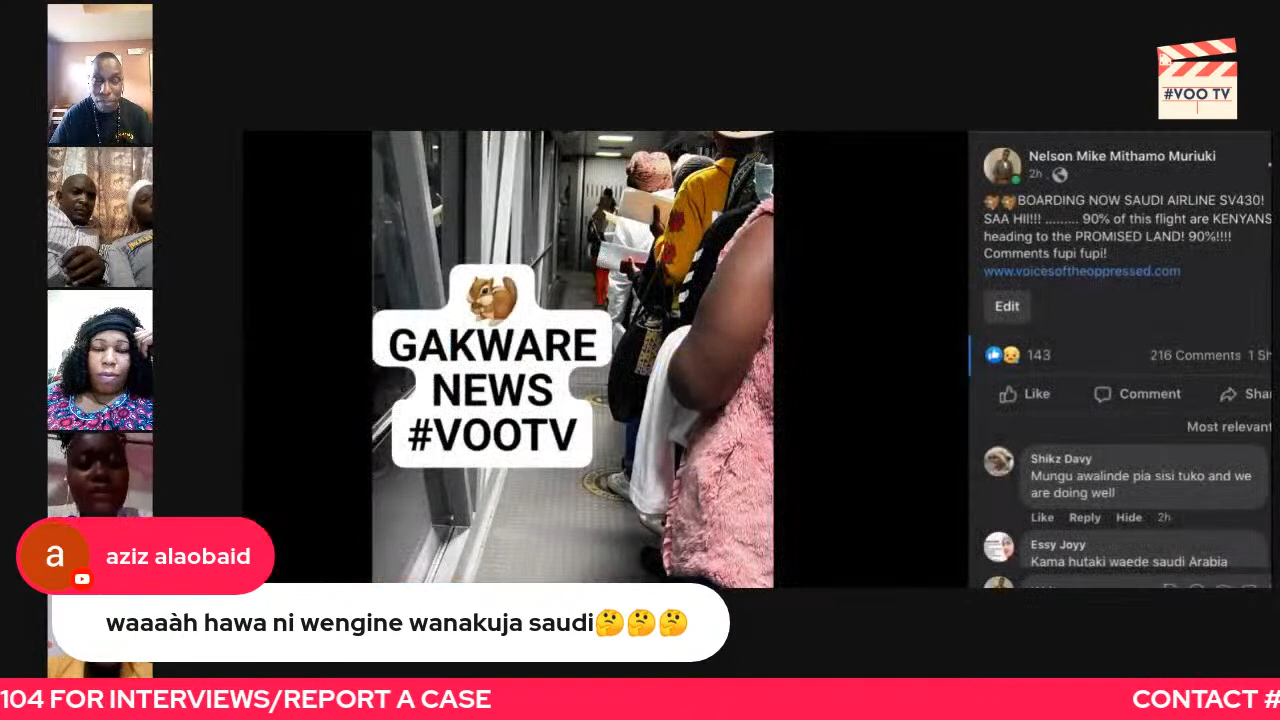 #VOO TV
Nelson Mike Mithamo Muriuki
2h
BOARDING NOW SAUDI AIRLINE SV430!
SAA HII!!! ......... 90% of this flight are KENYANS
heading to the PROMISED LAND! 90%!!!!
Comments fupi fupi!
www.voicesoftheoppressed.com
Edit
143
216 Comments 1 Sh
Like Comment Shar
Most relevant
Shikz Davy
Mungu awalinde pia sisi tuko and we
are doing well
Like Reply Hide 2h
Essy Joyy
Kama hutaki waede saudi Arabia
GAKWARE
NEWS
#VOOTV
a
aziz alaobaid
waaaàh hawa ni wengine wanakuja saudi🤔🤔🤔
104 FOR INTERVIEWS/REPORT A CASE
CONTACT #